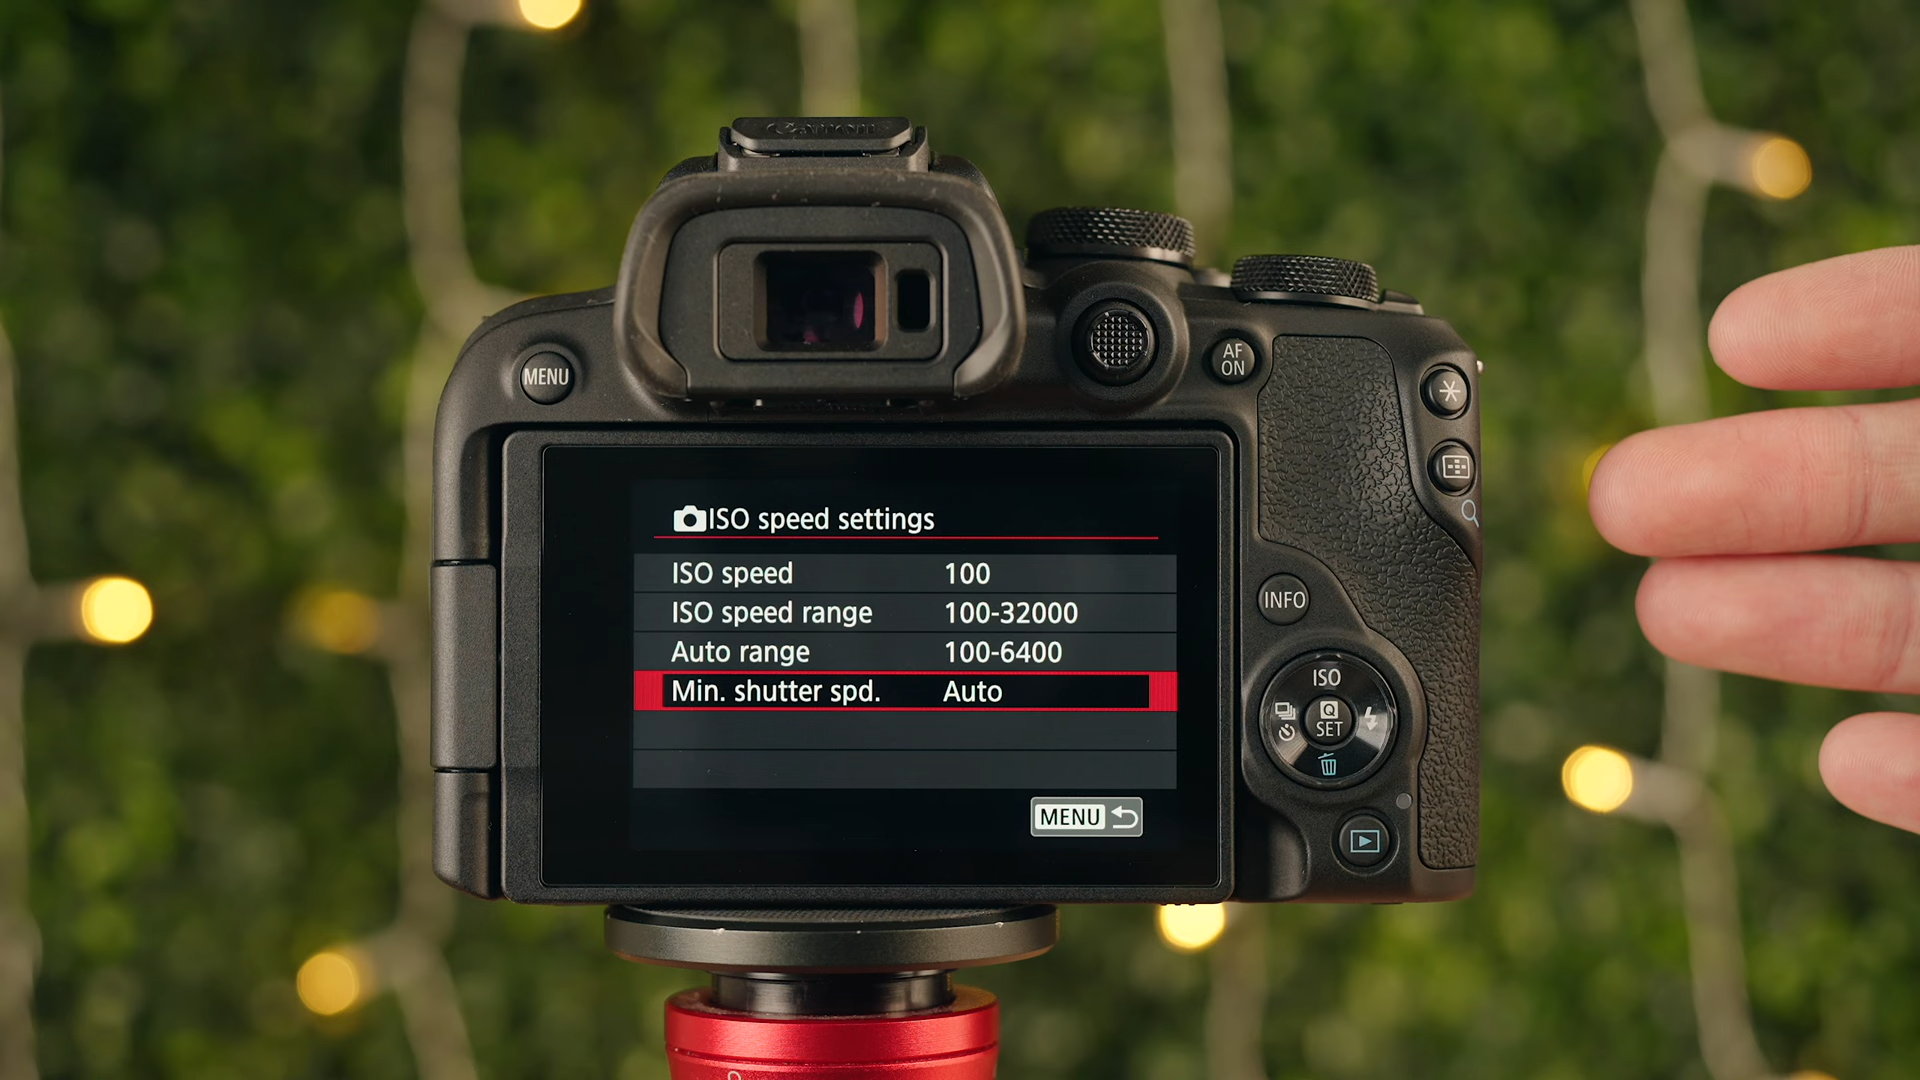 Canon
MENU
AF
ON
ISO speed settings
ISO speed 100
ISO speed range 100-32000
Auto range 100-6400
Min. shutter spd. Auto
MENU
INFO
ISO
Q
SET